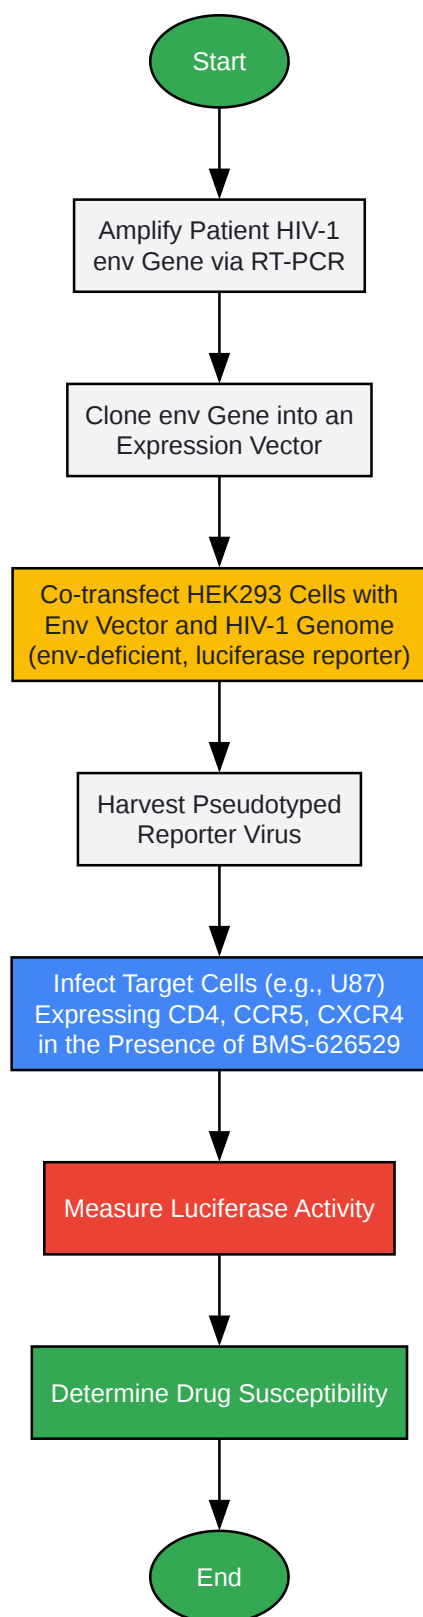 Start
Amplify Patient HIV-1
env Gene via RT-PCR
Clone env Gene into an
Expression Vector
Co-transfect HEK293 Cells with
Env Vector and HIV-1 Genome
(env-deficient, luciferase reporter)
Harvest Pseudotyped
Reporter Virus
Infect Target Cells (e.g., U87)
Expressing CD4, CCR5, CXCR4
in the Presence of BMS-626529
Measure Luciferase Activity
Determine Drug Susceptibility
End